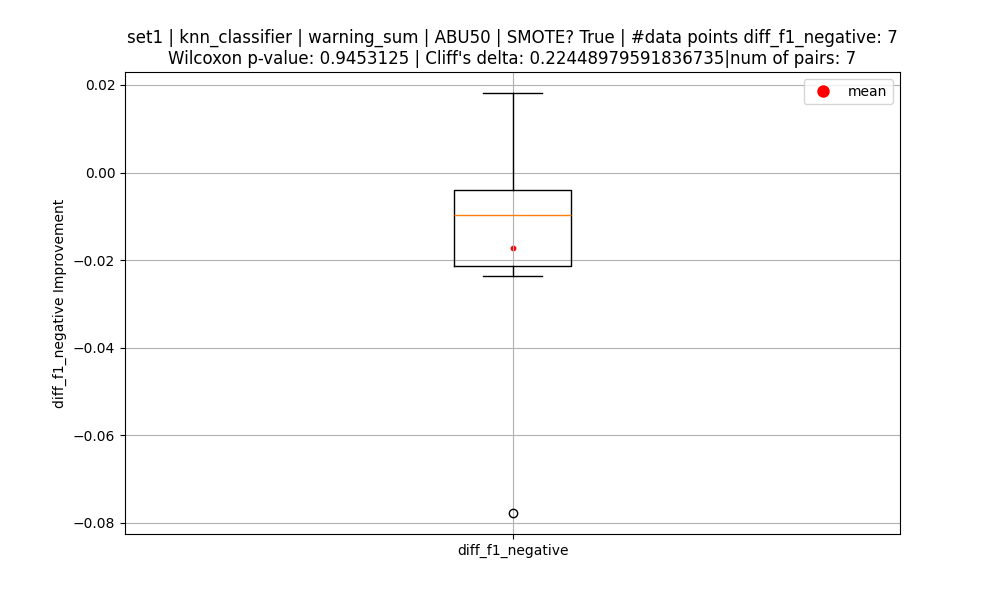 set1 | knn_classifier | warning_sum | ABU50 | SMOTE? True | #data points diff_f1_negative: 7
Wilcoxon p-value: 0.9453125 | Cliff's delta: 0.22448979591836735|num of pairs: 7
mean
diff_f1_negative Improvement
0.02
0.00
−0.02
−0.04
−0.06
−0.08
diff_f1_negative